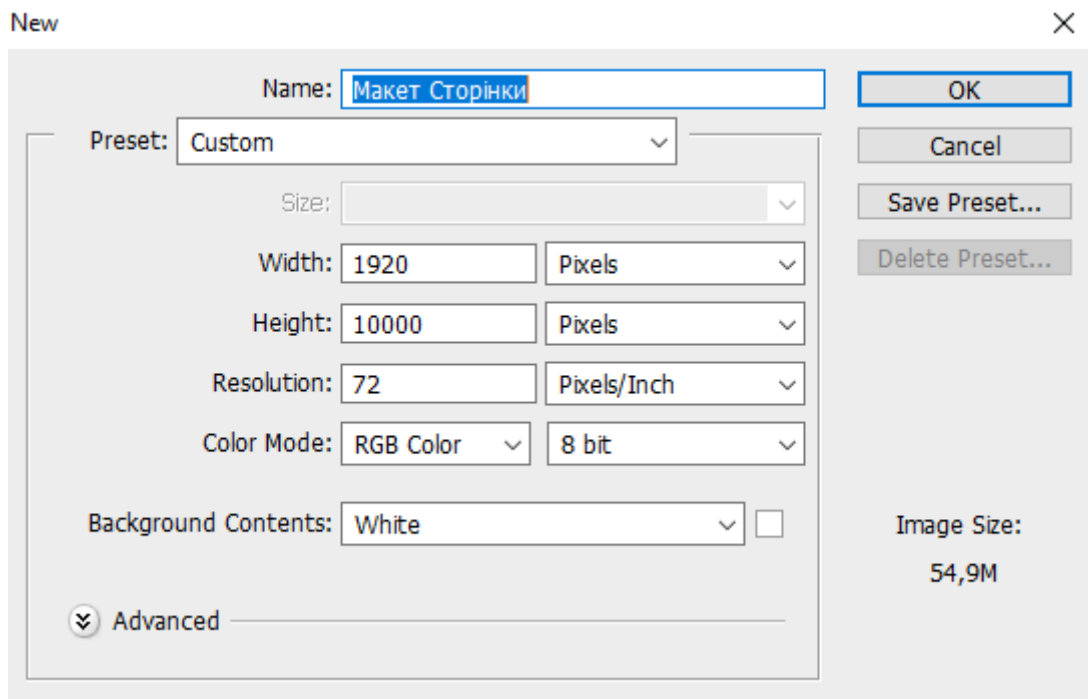 New
Name: Макет Сторінки
OK
Preset: Custom
Cancel
Size:
Save Preset...
Width: 1920 Pixels
Delete Preset...
Height: 10000 Pixels
Resolution: 72 Pixels/Inch
Color Mode: RGB Color 8 bit
Background Contents: White
Image Size:
54,9M
Advanced